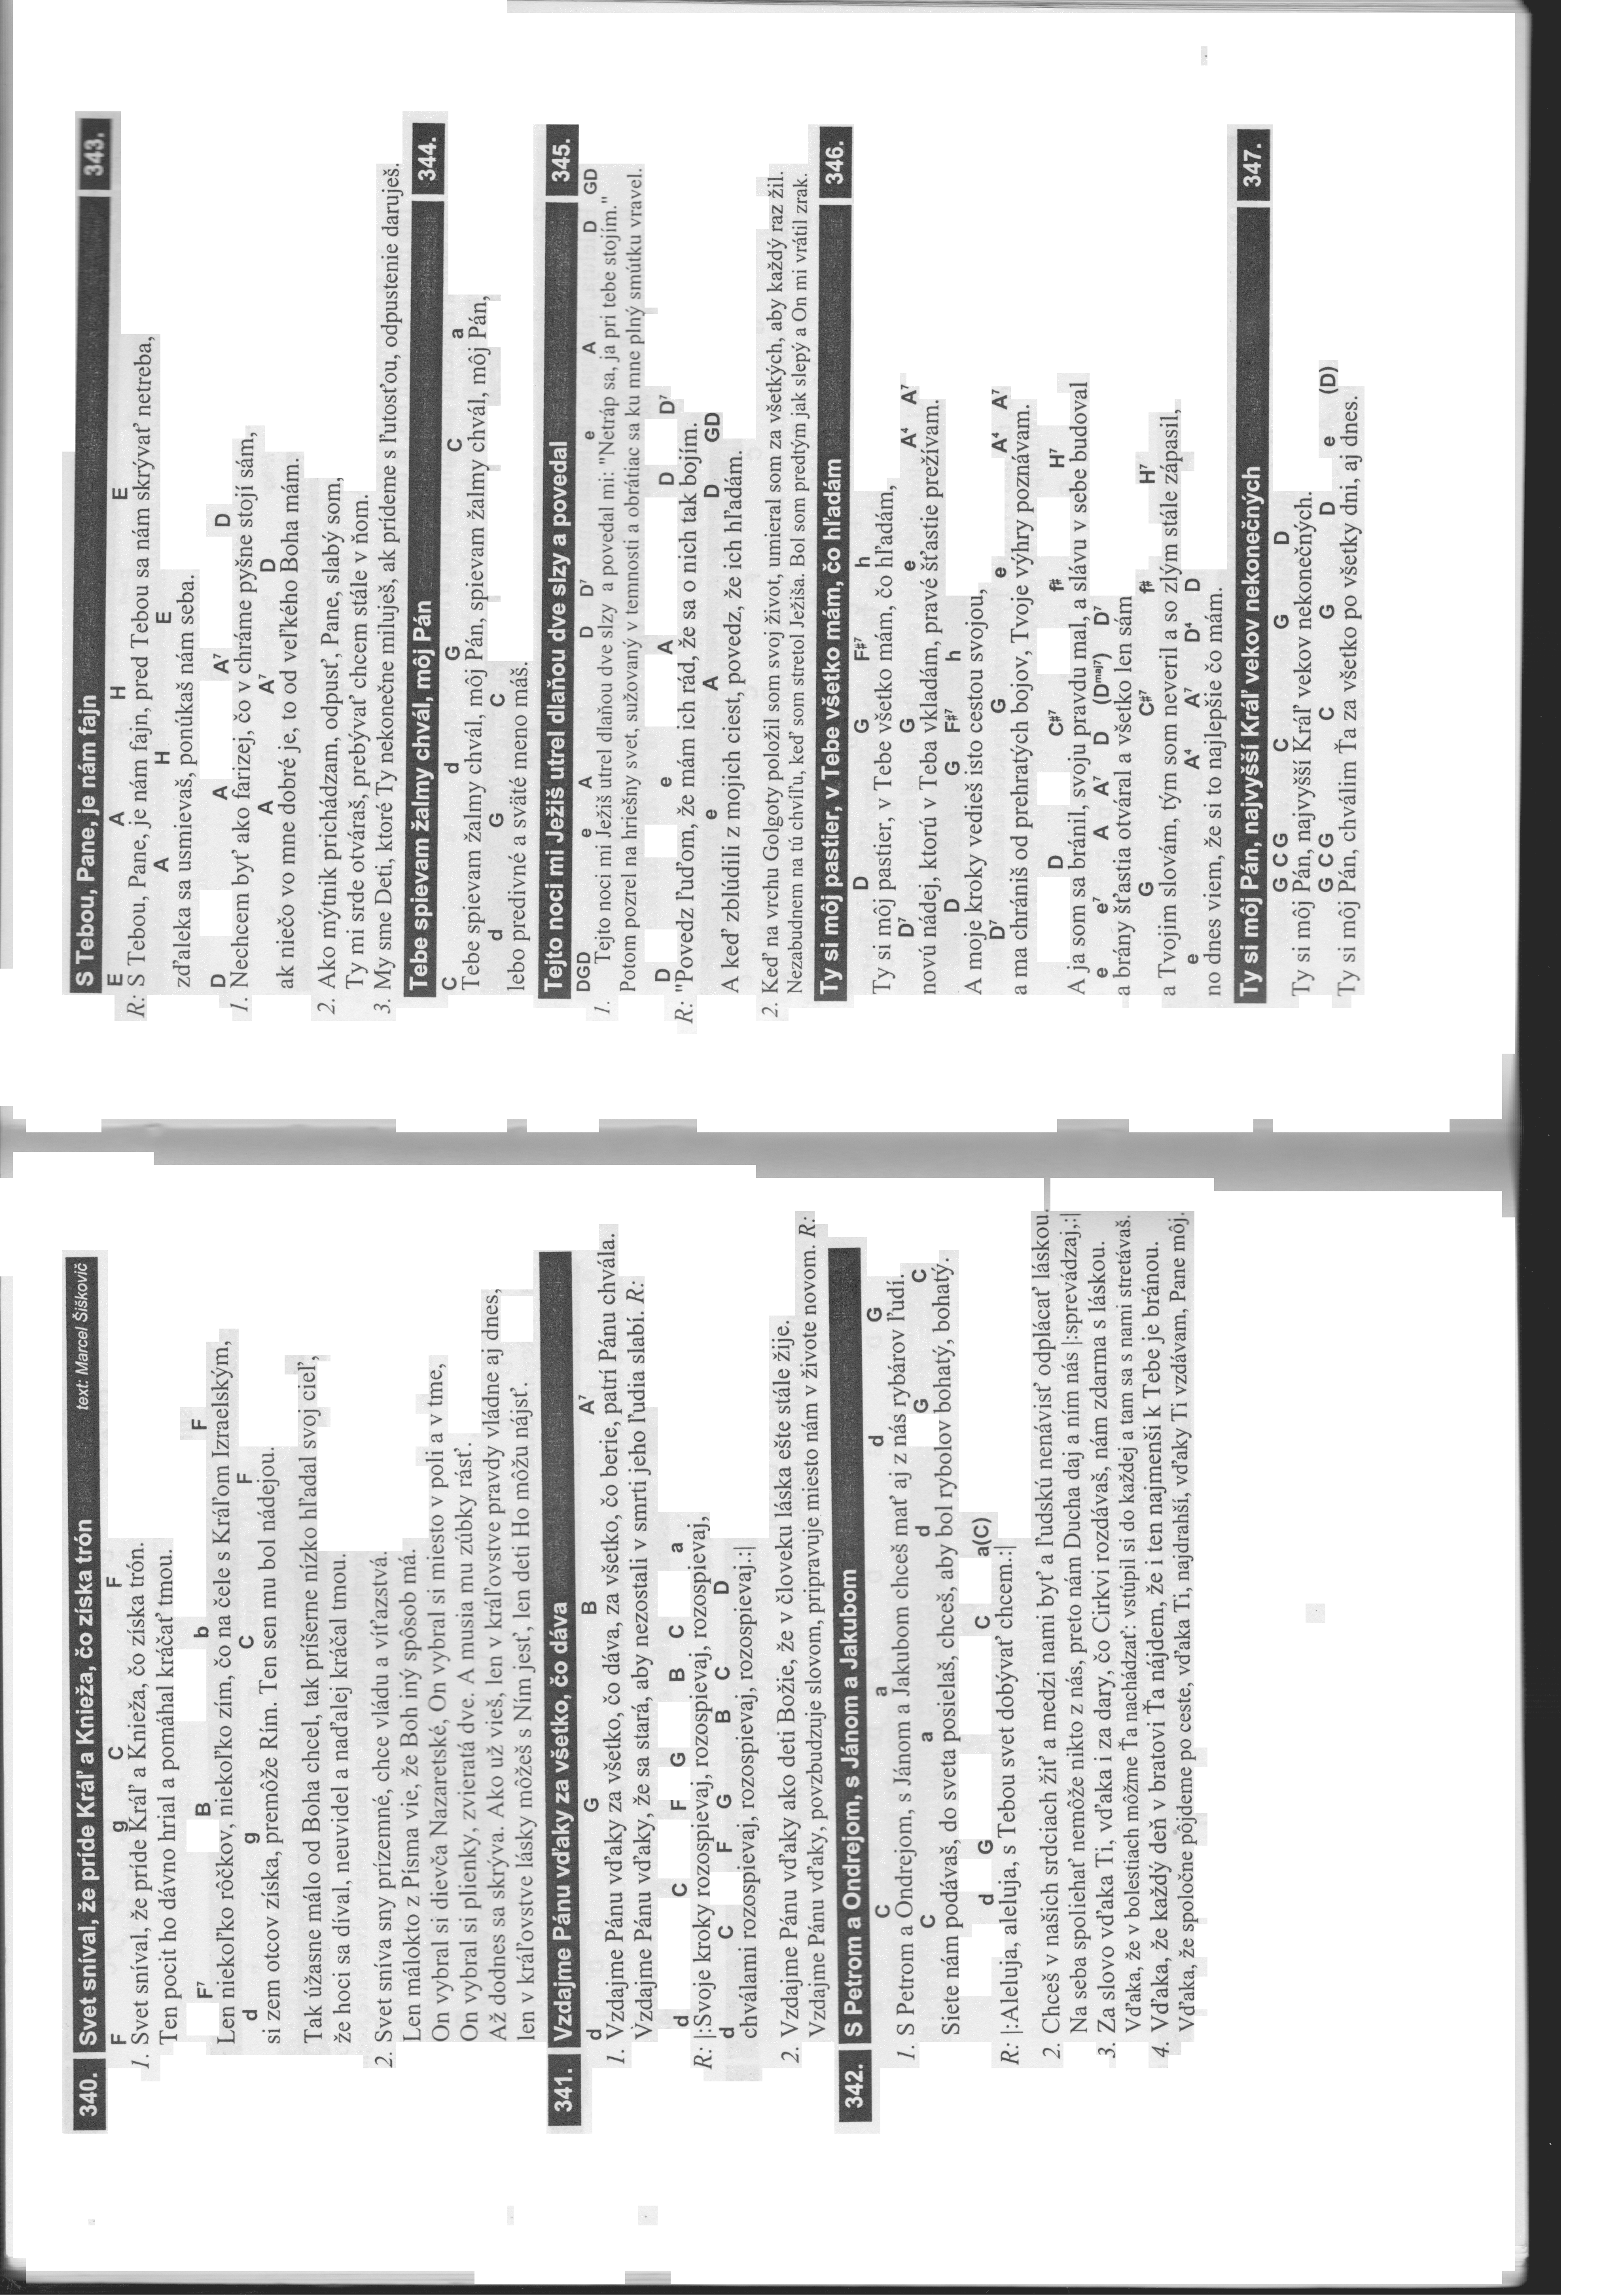 340. Svet sníval, že príde Kráľ a Knieža, čo získa trón text: Marcel Šiškovič
F g C F
1. Svet sníval, že príde Kráľ a Knieža, čo získa trón.
Ten pocit ho dávno hrial a pomáhal kráčať tmou.
F7 B b F
Len niekoľko rôčkov, niekoľko zím, čo na čele s Kráľom Izraelským,
d g C F
si zem otcov získa, premôže Rím. Ten sen mu bol nádejou.
Tak úžasne málo od Boha chcel, tak príšerne nízko hľadal svoj cieľ,
že hoci sa díval, neuvidel a naďalej kráčal tmou.
2. Svet sníva sny prízemné, chce vládu a víťazstvá.
Len málokto z Písma vie, že Boh iný spôsob má.
On vybral si dievča Nazaretské, On vybral si miesto v poli a v tme,
On vybral si plienky, zvieratá dve. A musia mu zúbky rásť.
Až dodnes sa skrýva. Ako už vieš, len v kráľovstve pravdy vládne aj dnes,
len v kráľovstve lásky môžeš s Ním jesť, len deti Ho môžu nájsť.
341. Vzdajme Pánu vďaky za všetko, čo dáva
d G B A7
1. Vzdajme Pánu vďaky za všetko, čo dáva, za všetko, čo berie, patrí Pánu chvála.
Vzdajme Pánu vďaky, že sa stará, aby nezostali v smrti jeho ľudia slabí. R:
d C F G B C a
R: |:Svoje kroky rozospievaj, rozospievaj, rozospievaj, rozospievaj,
d C F G B C D
chválami rozospievaj, rozospievaj, rozospievaj, rozospievaj.:|
2. Vzdajme Pánu vďaky ako deti Božie, že v človeku láska ešte stále žije.
Vzdajme Pánu vďaky, povzbudzuje slovom, pripravuje miesto nám v živote novom. R:
342. S Petrom a Ondrejom, s Jánom a Jakubom
C a d G
1. S Petrom a Ondrejom, s Jánom a Jakubom chceš mať aj z nás rybárov ľudí.
C a d G C
Siete nám podávaš, do sveta posielaš, chceš, aby bol rybolov bohatý, bohatý.
d G C a(C)
R: |:Aleluja, aleluja, s Tebou svet dobývať chcem.:|
2. Chceš v našich srdciach žiť a medzi nami byť a ľudskú nenávisť odplácať láskou.
Na seba spoliehať nemôže nikto z nás, preto nám Ducha daj a ním nás |:sprevádzaj,:|
3. Za slovo vďaka Ti, vďaka i za dary, čo Cirkvi rozdávaš, nám zdarma s láskou.
Vďaka, že v bolestiach môžme Ťa nachádzať: vstúpil si do každej a tam sa s nami stretávaš.
4. Vďaka, že každý deň v bratovi Ťa nájdem, že i ten najmenší k Tebe je bránou.
Vďaka, že spoločne pôjdeme po ceste, vďaka Ti, najdrahší, vďaky Ti vzdávam, Pane môj.
S Tebou, Pane, je nám fajn 343.
E A H E
R: S Tebou, Pane, je nám fajn, pred Tebou sa nám skrývať netreba,
A H E
zďaleka sa usmievaš, ponúkaš nám seba.
D A A7 D
1. Nechcem byť ako farizej, čo v chráme pyšne stojí sám,
A A7 D
ak niečo vo mne dobré je, to od veľkého Boha mám.
2. Ako mýtnik prichádzam, odpusť, Pane, slabý som,
Ty mi srde otváraš, prebývať chcem stále v ňom.
3. My sme Deti, ktoré Ty nekonečne miluješ, ak prídeme s ľutosťou, odpustenie daruješ.
Tebe spievam žalmy chvál, môj Pán 344.
C d G C a
Tebe spievam žalmy chvál, môj Pán, spievam žalmy chvál, môj Pán,
d G C
lebo predivné a sväté meno máš.
Tejto noci mi Ježiš utrel dlaňou dve slzy a povedal 345.
DGD e A D D7 e A D GD
1. Tejto noci mi Ježiš utrel dlaňou dve slzy a povedal mi: "Netráp sa, ja pri tebe stojím."
Potom pozrel na hriešny svet, sužovaný v temnosti a obrátiac sa ku mne plný smútku vravel.
D e A D D7
R: "Povedz ľuďom, že mám ich rád, že sa o nich tak bojím.
e A D GD
A keď zblúdili z mojich ciest, povedz, že ich hľadám.
2. Keď na vrchu Golgoty položil som svoj život, umieral som za všetkých, aby každý raz žil.
Nezabudnem na tú chvíľu, keď som stretol Ježiša. Bol som predtým jak slepý a On mi vrátil zrak.
Ty si môj pastier, v Tebe všetko mám, čo hľadám 346.
D G F#7 h
Ty si môj pastier, v Tebe všetko mám, čo hľadám,
D7 G e A4 A7
novú nádej, ktorú v Teba vkladám, pravé šťastie prežívam.
D G F#7 h
A moje kroky vedieš isto cestou svojou,
D7 G e A4 A7
a ma chrániš od prehratých bojov, Tvoje výhry poznávam.
D C#7 f# H7
A ja som sa bránil, svoju pravdu mal, a slávu v sebe budoval
e e7 A A7 D (Dmaj7) D7
a brány šťastia otváral a všetko len sám
G C#7 f# H7
a Tvojim slovám, tým som neveril a so zlým stále zápasil,
e A4 A7 D4 D
no dnes viem, že si to najlepšie čo mám.
Ty si môj Pán, najvyšší Kráľ vekov nekonečných 347.
G C G C G D
Ty si môj Pán, najvyšší Kráľ vekov nekonečných.
G C G C G D e (D)
Ty si môj Pán, chválim Ťa za všetko po všetky dni, aj dnes.